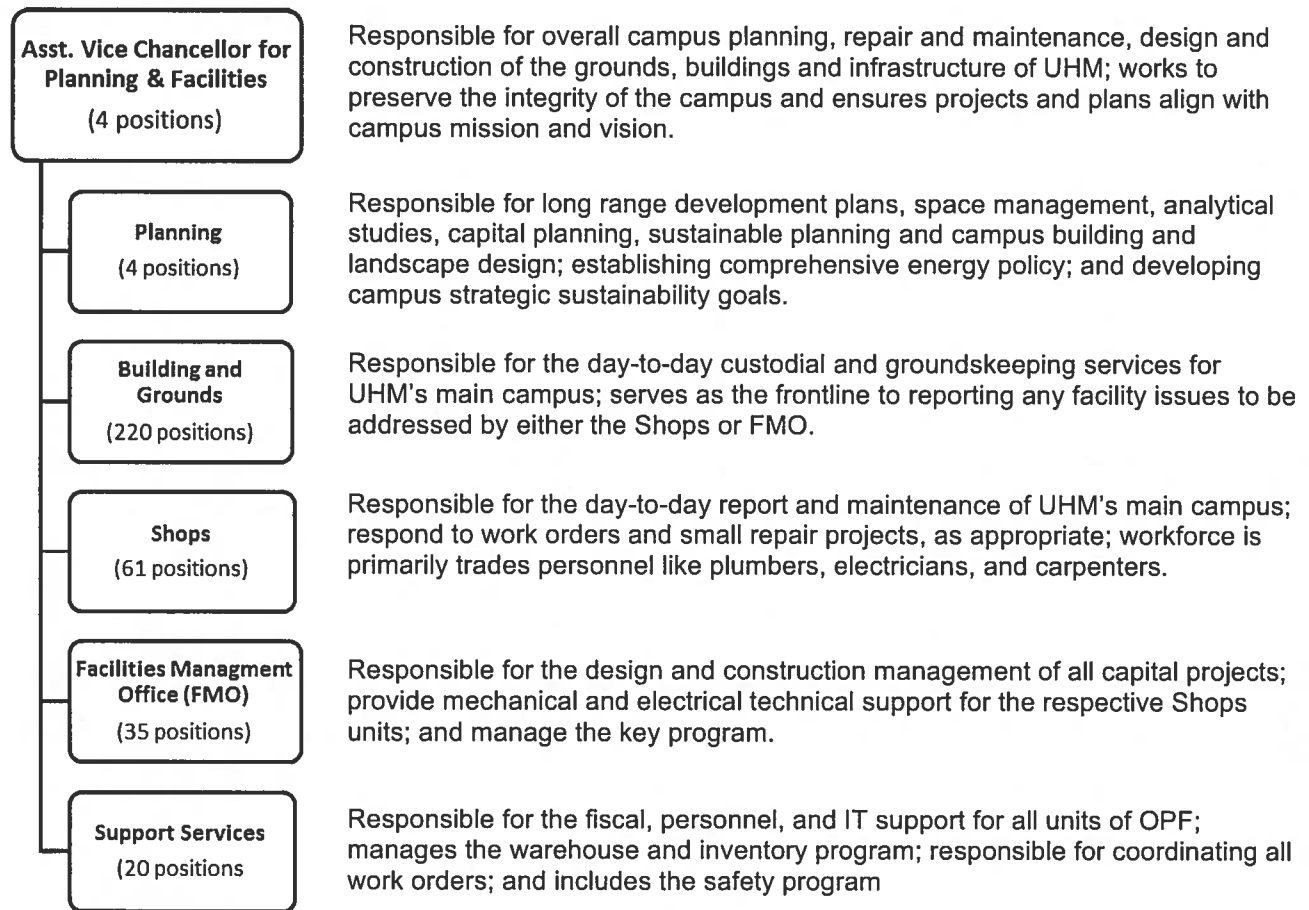 Asst. Vice Chancellor for
Planning & Facilities
(4 positions)
Responsible for overall campus planning, repair and maintenance, design and
construction of the grounds, buildings and infrastructure of UHM; works to
preserve the integrity of the campus and ensures projects and plans align with
campus mission and vision.
Planning
(4 positions)
Responsible for long range development plans, space management, analytical
studies, capital planning, sustainable planning and campus building and
landscape design; establishing comprehensive energy policy; and developing
campus strategic sustainability goals.
Building and
Grounds
(220 positions)
Responsible for the day-to-day custodial and groundskeeping services for
UHM's main campus; serves as the frontline to reporting any facility issues to be
addressed by either the Shops or FMO.
Shops
(61 positions)
Responsible for the day-to-day report and maintenance of UHM's main campus;
respond to work orders and small repair projects, as appropriate; workforce is
primarily trades personnel like plumbers, electricians, and carpenters.
Facilities Managment
Office (FMO)
(35 positions)
Responsible for the design and construction management of all capital projects;
provide mechanical and electrical technical support for the respective Shops
units; and manage the key program.
Support Services
(20 positions
Responsible for the fiscal, personnel, and IT support for all units of OPF;
manages the warehouse and inventory program; responsible for coordinating all
work orders; and includes the safety program